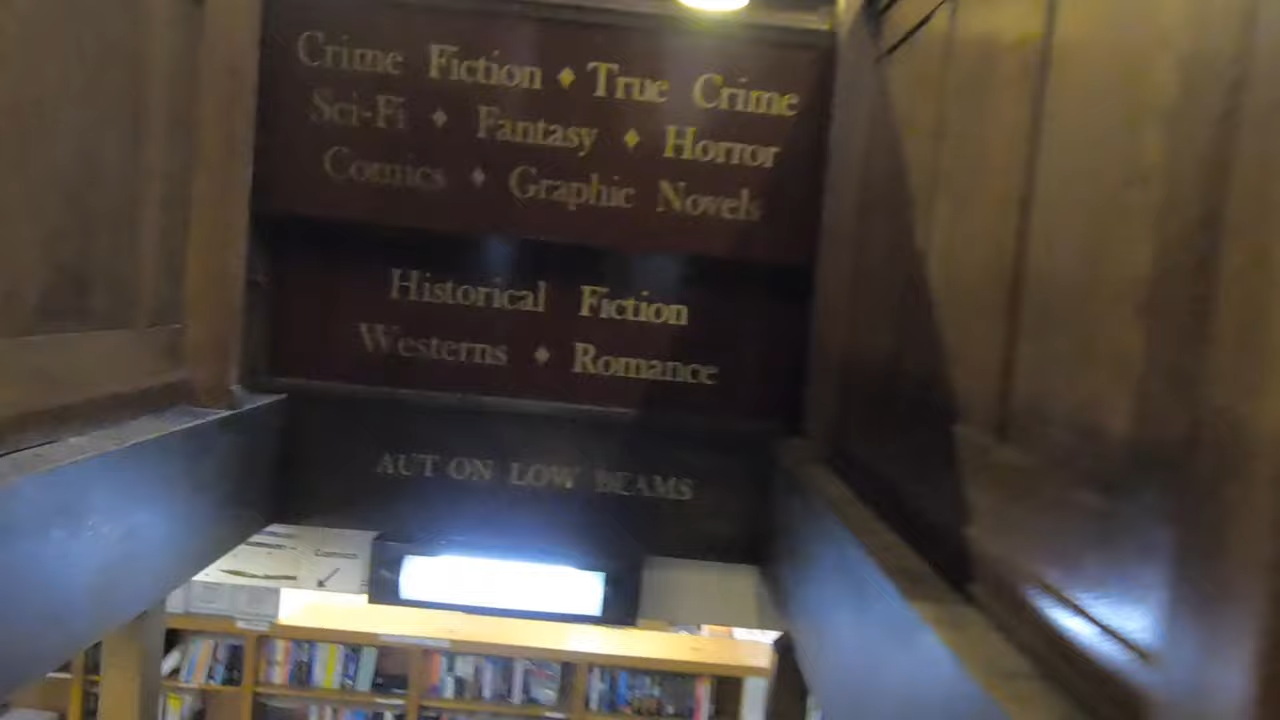 Crime Fiction ♦ True Crime
Sci-Fi ♦ Fantasy ♦ Horror
Comics ♦ Graphic Novels
Historical Fiction
Westerns ♦ Romance
AUT ON LOW BEAMS
Comics